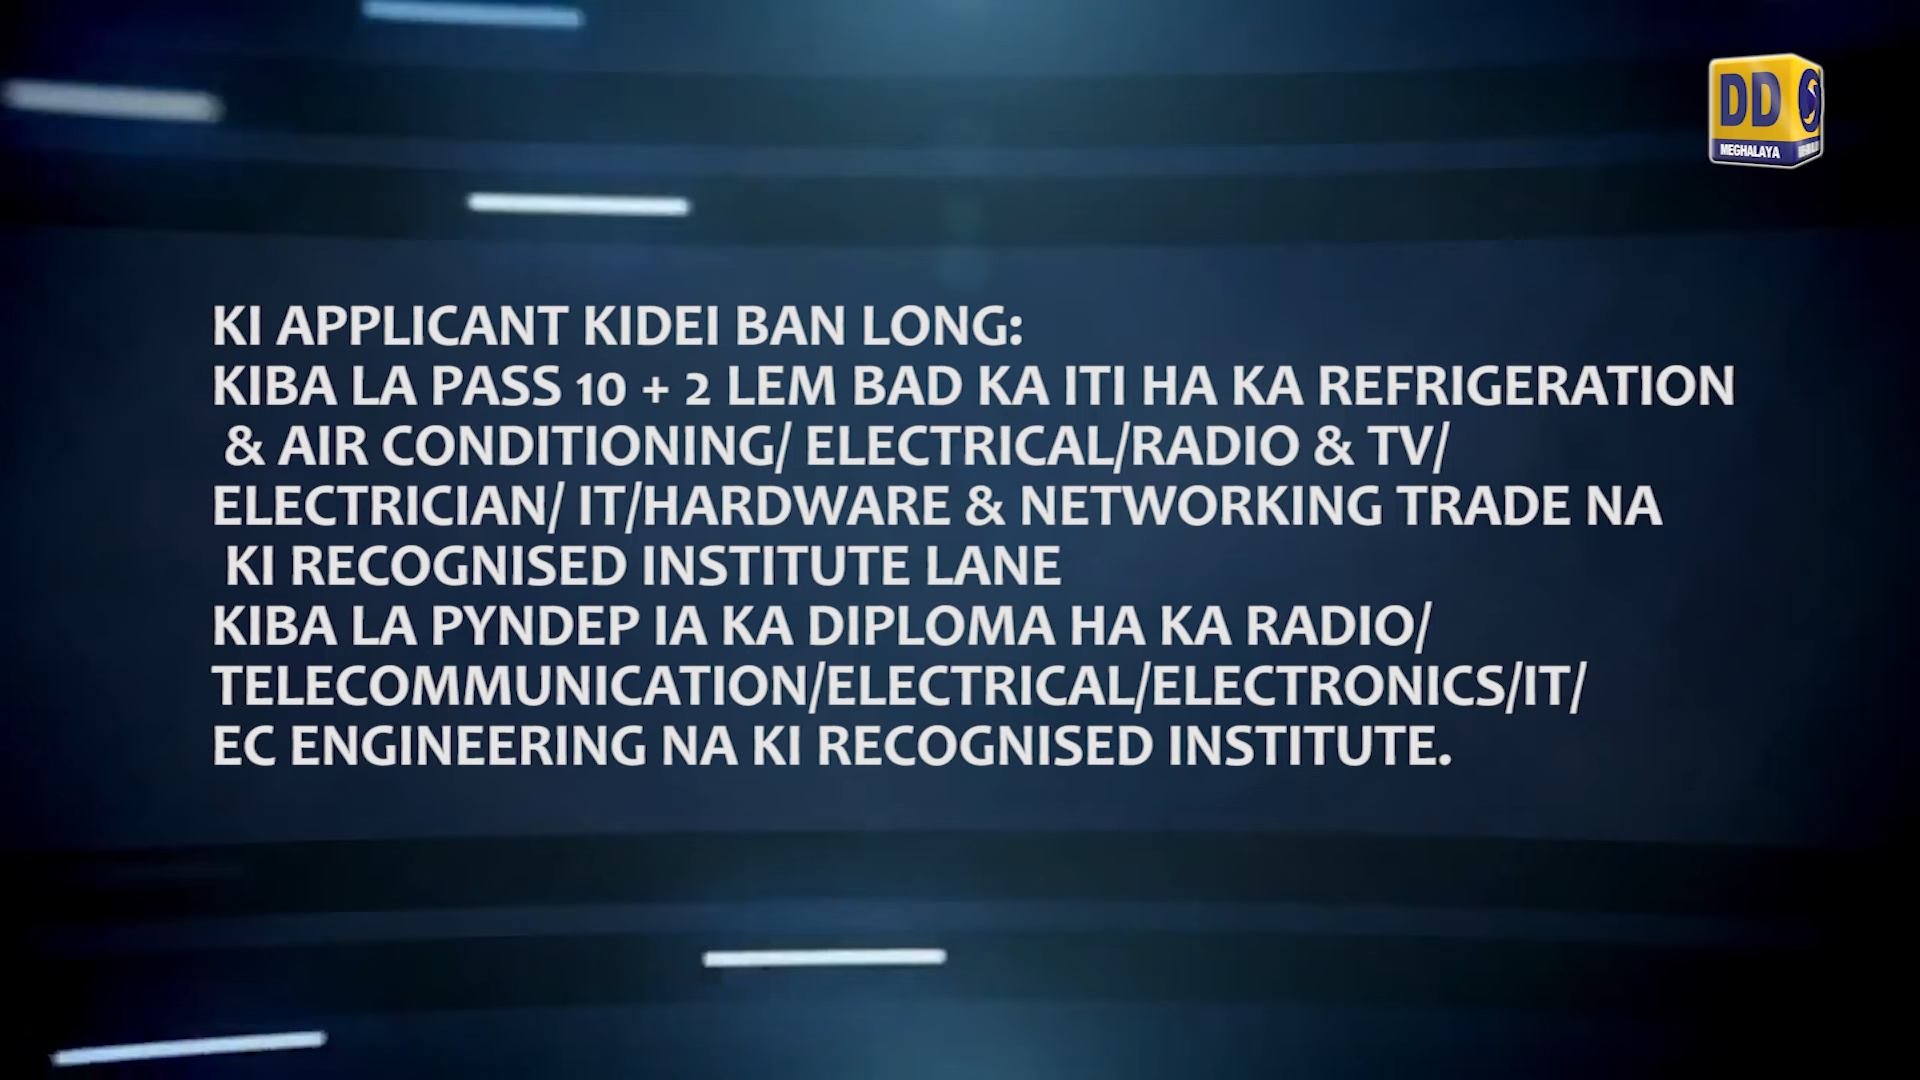 DD
MEGHALAYA
KI APPLICANT KIDEI BAN LONG:
KIBA LA PASS 10 + 2 LEM BAD KA ITI HA KA REFRIGERATION
& AIR CONDITIONING/ ELECTRICAL/RADIO & TV/
ELECTRICIAN/ IT/HARDWARE & NETWORKING TRADE NA
KI RECOGNISED INSTITUTE LANE
KIBA LA PYNDEP IA KA DIPLOMA HA KA RADIO/
TELECOMMUNICATION/ELECTRICAL/ELECTRONICS/IT/
EC ENGINEERING NA KI RECOGNISED INSTITUTE.